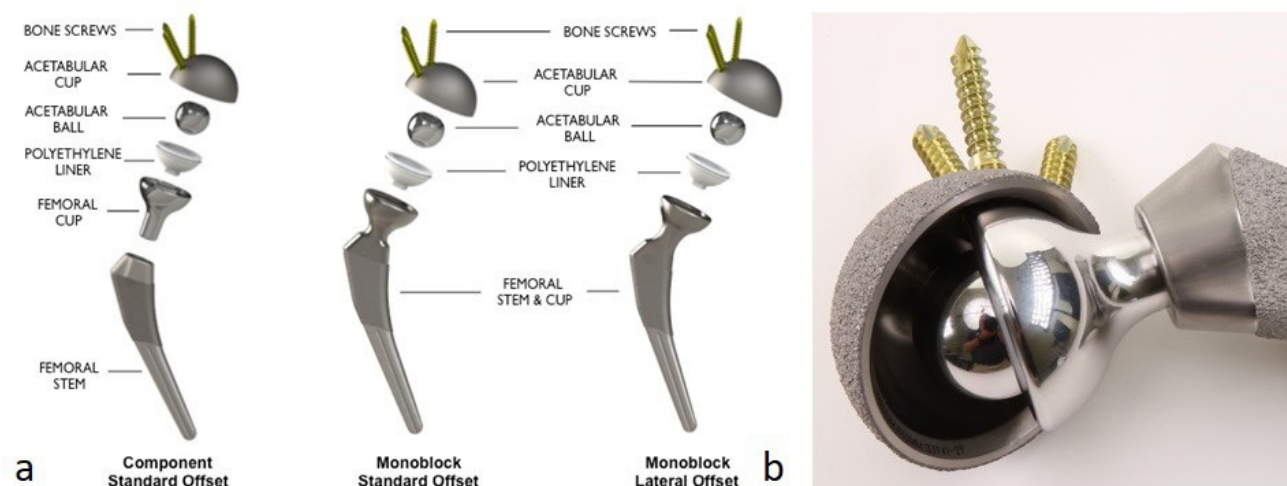 BONE SCREWS
ACETABULAR
CUP
ACETABULAR
BALL
POLYETHYLENE
LINER
FEMORAL
CUP
FEMORAL
STEM
BONE SCREWS
ACETABULAR
CUP
ACETABULAR
BALL
POLYETHYLENE
LINER
FEMORAL
STEM & CUP
a
Component
Standard Offset
Monoblock
Standard Offset
Monoblock
Lateral Offset
b